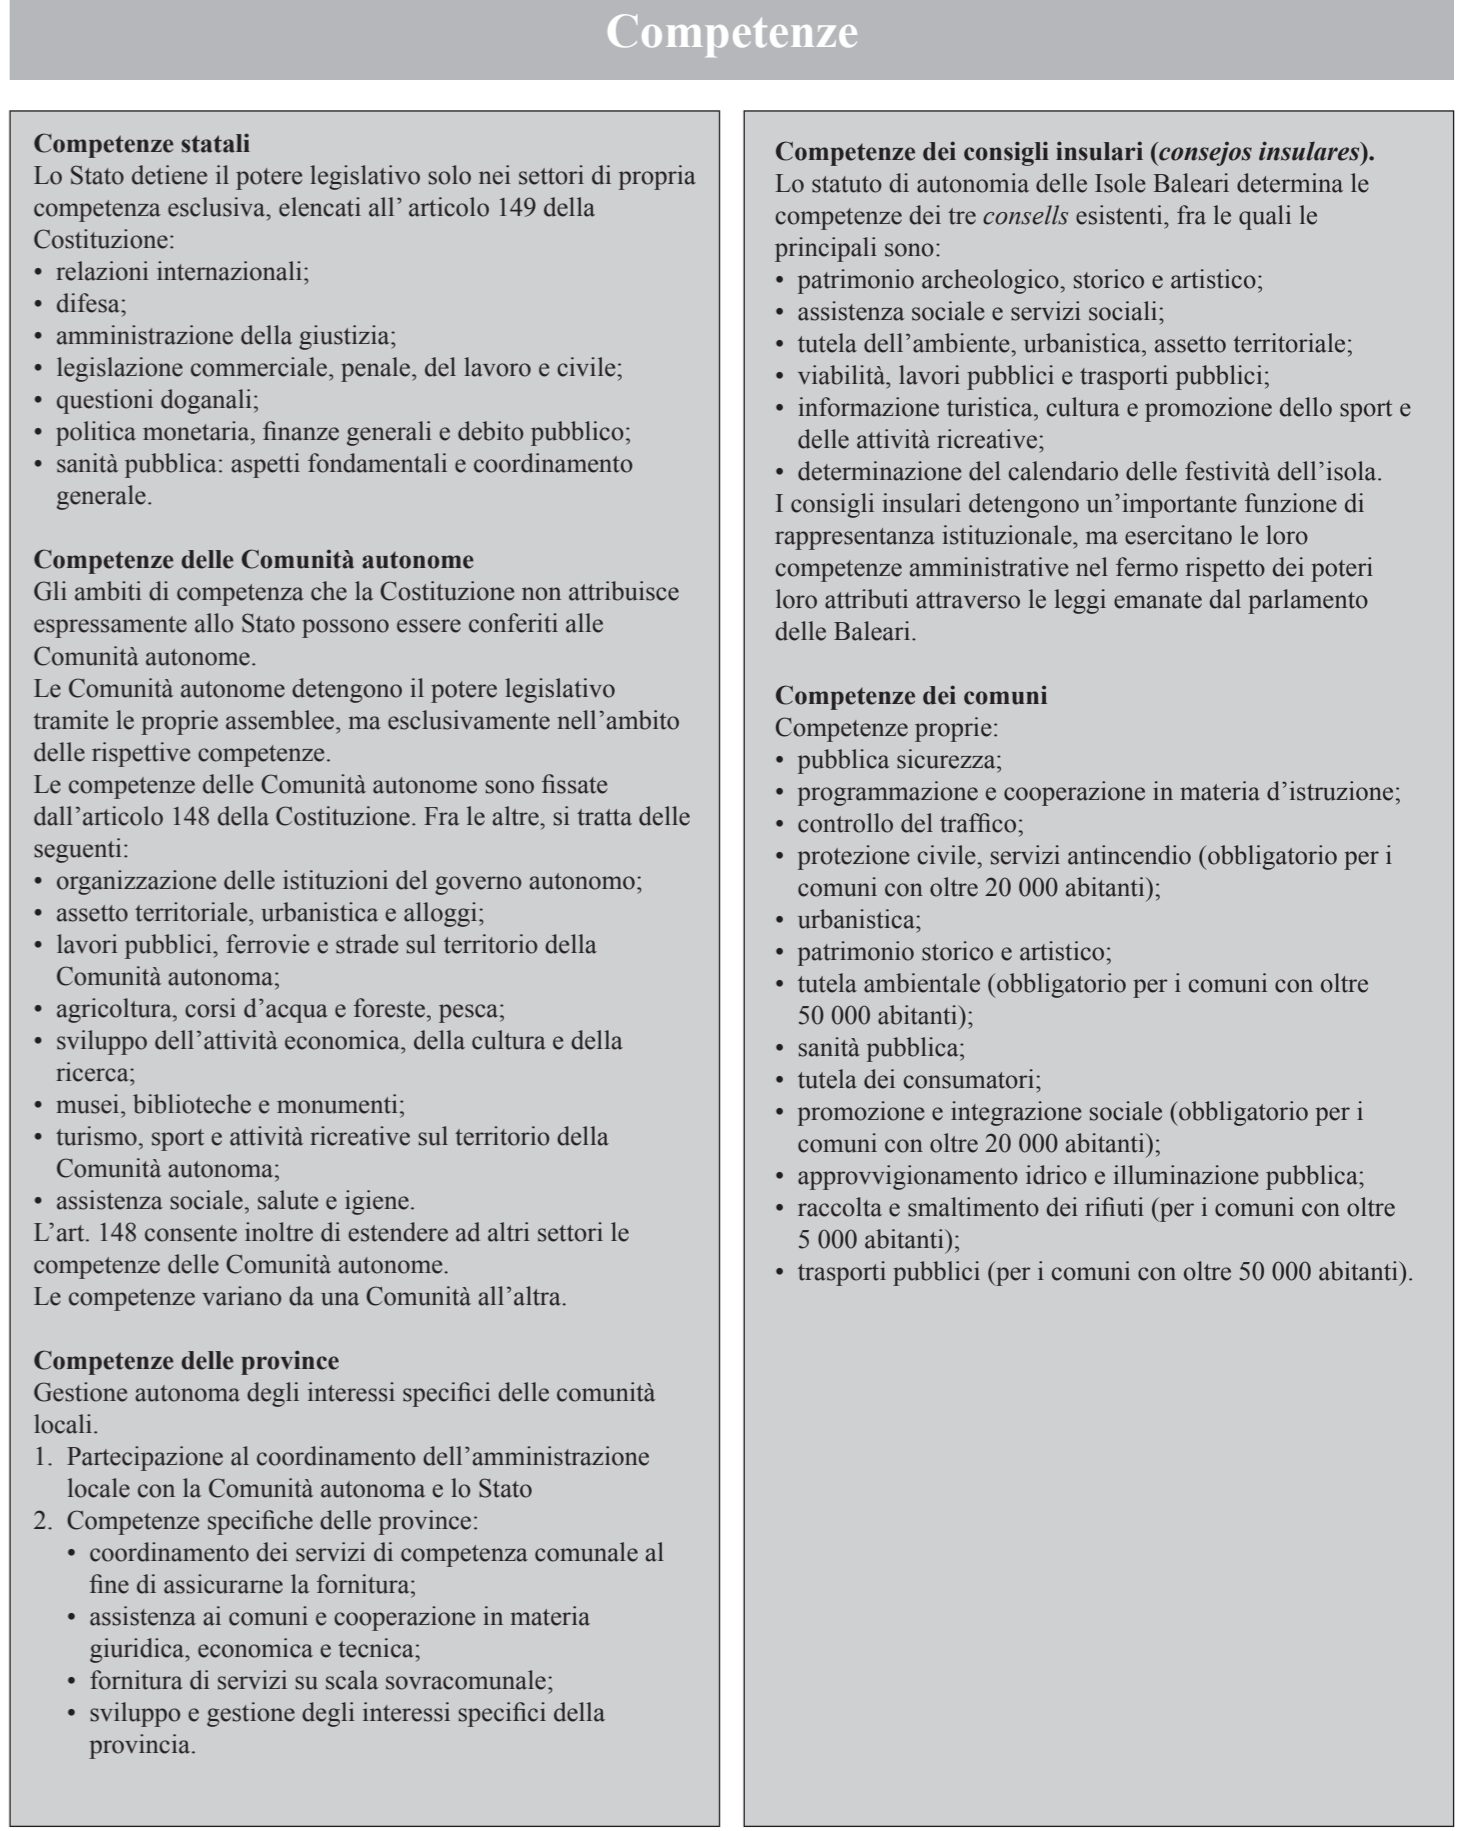 Competenze
Competenze statali
Lo Stato detiene il potere legislativo solo nei settori di propria
competenza esclusiva, elencati all’ articolo 149 della
Costituzione:
• relazioni internazionali;
• difesa;
• amministrazione della giustizia;
• legislazione commerciale, penale, del lavoro e civile;
• questioni doganali;
• politica monetaria, finanze generali e debito pubblico;
• sanità pubblica: aspetti fondamentali e coordinamento
generale.
Competenze delle Comunità autonome
Gli ambiti di competenza che la Costituzione non attribuisce
espressamente allo Stato possono essere conferiti alle
Comunità autonome.
Le Comunità autonome detengono il potere legislativo
tramite le proprie assemblee, ma esclusivamente nell’ambito
delle rispettive competenze.
Le competenze delle Comunità autonome sono fissate
dall’articolo 148 della Costituzione. Fra le altre, si tratta delle
seguenti:
• organizzazione delle istituzioni del governo autonomo;
• assetto territoriale, urbanistica e alloggi;
• lavori pubblici, ferrovie e strade sul territorio della
Comunità autonoma;
• agricoltura, corsi d’acqua e foreste, pesca;
• sviluppo dell’attività economica, della cultura e della
ricerca;
• musei, biblioteche e monumenti;
• turismo, sport e attività ricreative sul territorio della
Comunità autonoma;
• assistenza sociale, salute e igiene.
L’art. 148 consente inoltre di estendere ad altri settori le
competenze delle Comunità autonome.
Le competenze variano da una Comunità all’altra.
Competenze delle province
Gestione autonoma degli interessi specifici delle comunità
locali.
1. Partecipazione al coordinamento dell’amministrazione
locale con la Comunità autonoma e lo Stato
2. Competenze specifiche delle province:
• coordinamento dei servizi di competenza comunale al
fine di assicurarne la fornitura;
• assistenza ai comuni e cooperazione in materia
giuridica, economica e tecnica;
• fornitura di servizi su scala sovracomunale;
• sviluppo e gestione degli interessi specifici della
provincia.
Competenze dei consigli insulari (consejos insulares).
Lo statuto di autonomia delle Isole Baleari determina le
competenze dei tre consells esistenti, fra le quali le
principali sono:
• patrimonio archeologico, storico e artistico;
• assistenza sociale e servizi sociali;
• tutela dell’ambiente, urbanistica, assetto territoriale;
• viabilità, lavori pubblici e trasporti pubblici;
• informazione turistica, cultura e promozione dello sport e
delle attività ricreative;
• determinazione del calendario delle festività dell’isola.
I consigli insulari detengono un’importante funzione di
rappresentanza istituzionale, ma esercitano le loro
competenze amministrative nel fermo rispetto dei poteri
loro attributi attraverso le leggi emanate dal parlamento
delle Baleari.
Competenze dei comuni
Competenze proprie:
• pubblica sicurezza;
• programmazione e cooperazione in materia d’istruzione;
• controllo del traffico;
• protezione civile, servizi antincendio (obbligatorio per i
comuni con oltre 20 000 abitanti);
• urbanistica;
• patrimonio storico e artistico;
• tutela ambientale (obbligatorio per i comuni con oltre
50 000 abitanti);
• sanità pubblica;
• tutela dei consumatori;
• promozione e integrazione sociale (obbligatorio per i
comuni con oltre 20 000 abitanti);
• approvvigionamento idrico e illuminazione pubblica;
• raccolta e smaltimento dei rifiuti (per i comuni con oltre
5 000 abitanti);
• trasporti pubblici (per i comuni con oltre 50 000 abitanti).